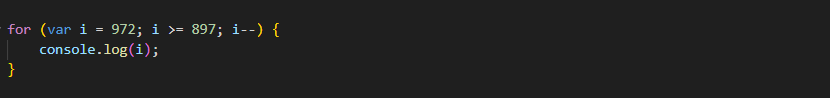 for (var i = 972; i >= 897; i--) {
    console.log(i);
}